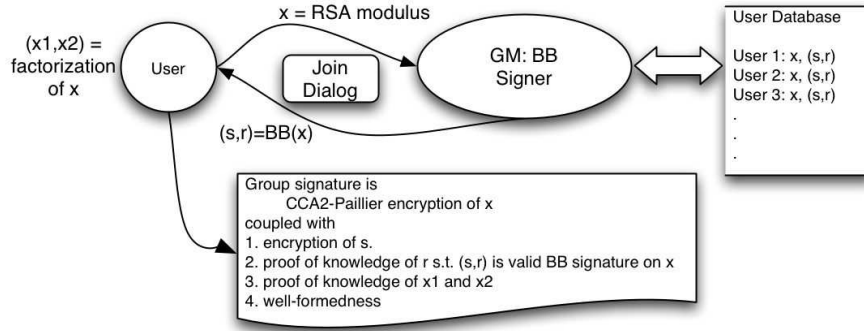 x = RSA modulus
(x1,x2) =
factorization
of x
User
Join
Dialog
GM: BB
Signer
(s,r)=BB(x)
User Database
User 1: x, (s,r)
User 2: x, (s,r)
User 3: x, (s,r)
.
.
.
Group signature is
CCA2-Paillier encryption of x
coupled with
1. encryption of s.
2. proof of knowledge of r s.t. (s,r) is valid BB signature on x
3. proof of knowledge of x1 and x2
4. well-formedness